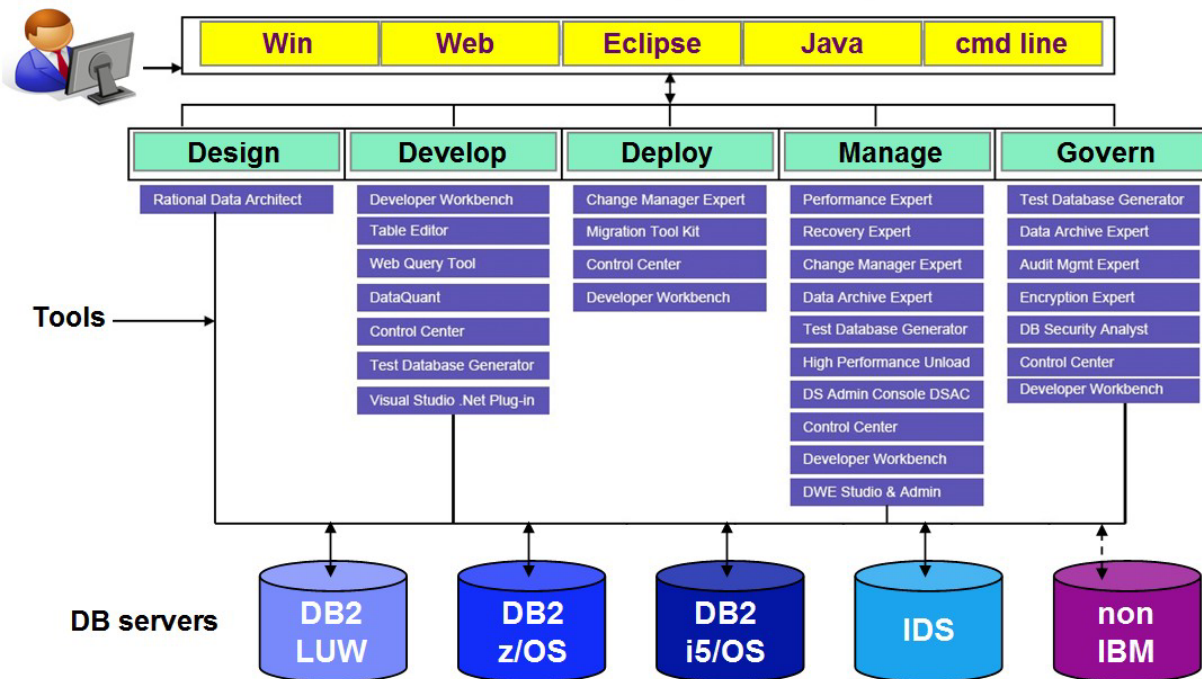 Win
Web
Eclipse
Java
cmd line
Design
Develop
Deploy
Manage
Govern
Rational Data Architect
Developer Workbench
Table Editor
Web Query Tool
DataQuant
Control Center
Test Database Generator
Visual Studio .Net Plug-in
Change Manager Expert
Migration Tool Kit
Control Center
Developer Workbench
Performance Expert
Recovery Expert
Change Manager Expert
Data Archive Expert
Test Database Generator
High Performance Unload
DS Admin Console DSAC
Control Center
Developer Workbench
DWE Studio & Admin
Test Database Generator
Data Archive Expert
Audit Mgmt Expert
Encryption Expert
DB Security Analyst
Control Center
Developer Workbench
Tools
DB servers
DB2
LUW
DB2
z/OS
DB2
i5/OS
IDS
non
IBM